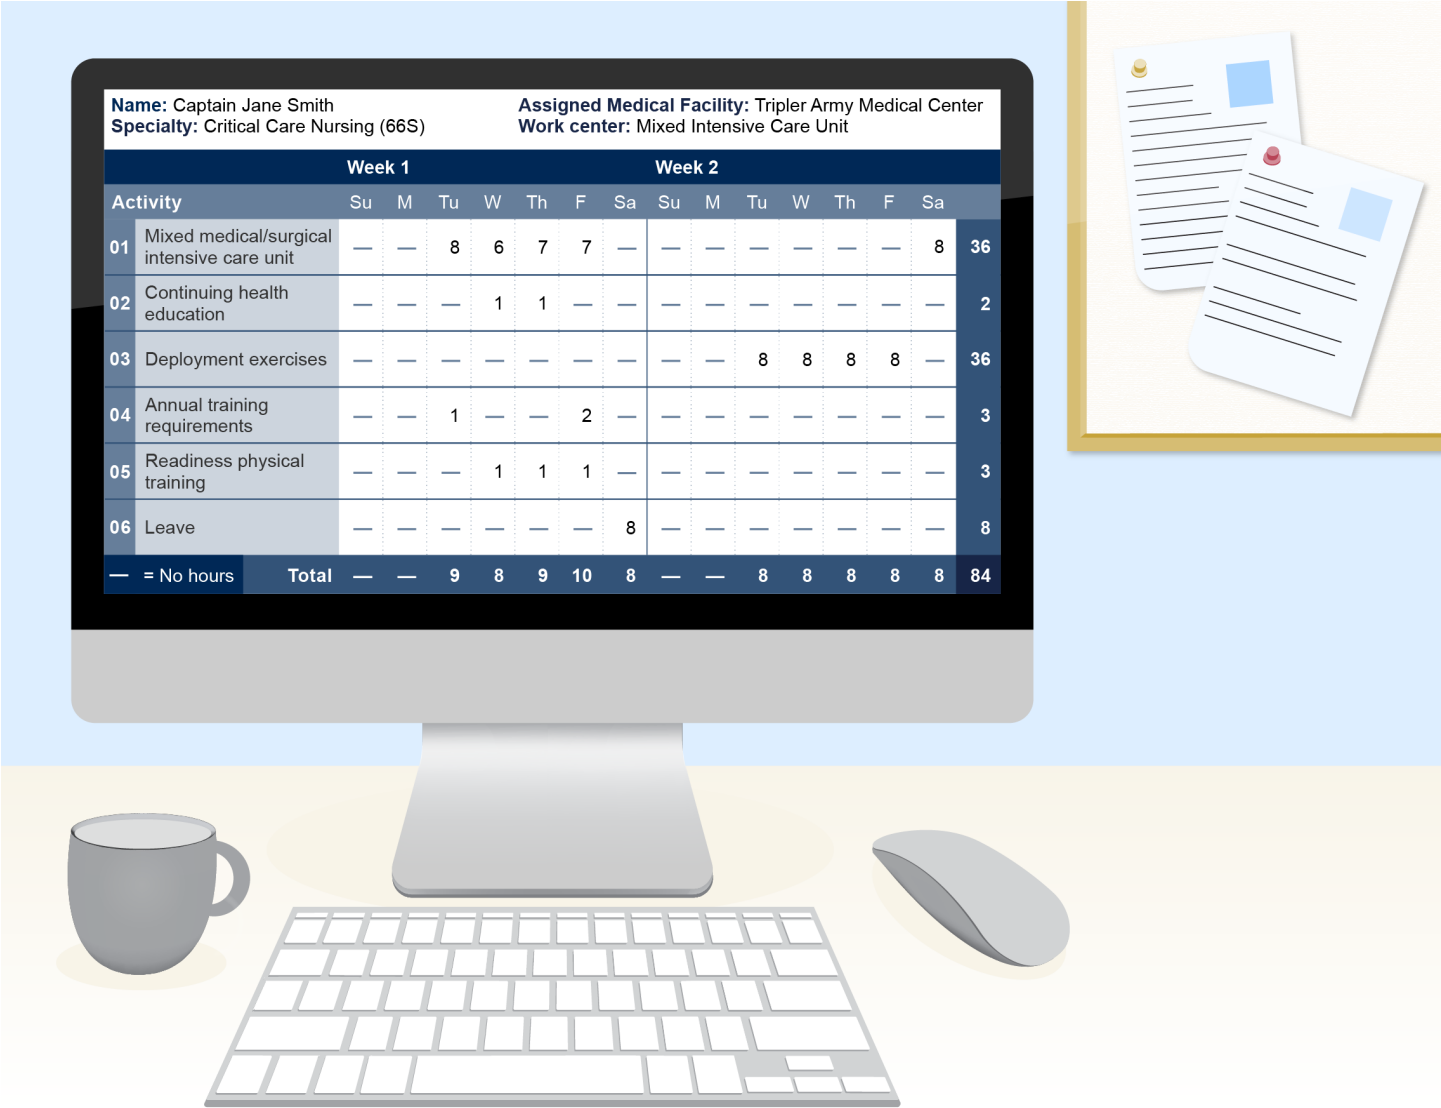 Name: Captain Jane Smith Assigned Medical Facility: Tripler Army Medical Center
Specialty: Critical Care Nursing (66S) Work center: Mixed Intensive Care Unit
Week 1 Week 2
Activity Su M Tu W Th F Sa Su M Tu W Th F Sa
01 Mixed medical/surgical intensive care unit — — 8 6 7 7 — — — — — — — 8 36
02 Continuing health education — — — 1 1 — — — — — — — — — 2
03 Deployment exercises — — — — — — — — — 8 8 8 8 — 36
04 Annual training requirements — — 1 — — 2 — — — — — — — — 3
05 Readiness physical training — — — 1 1 1 — — — — — — — — 3
06 Leave — — — — — — 8 — — — — — — — 8
— = No hours Total — — 9 8 9 10 8 — — 8 8 8 8 8 84